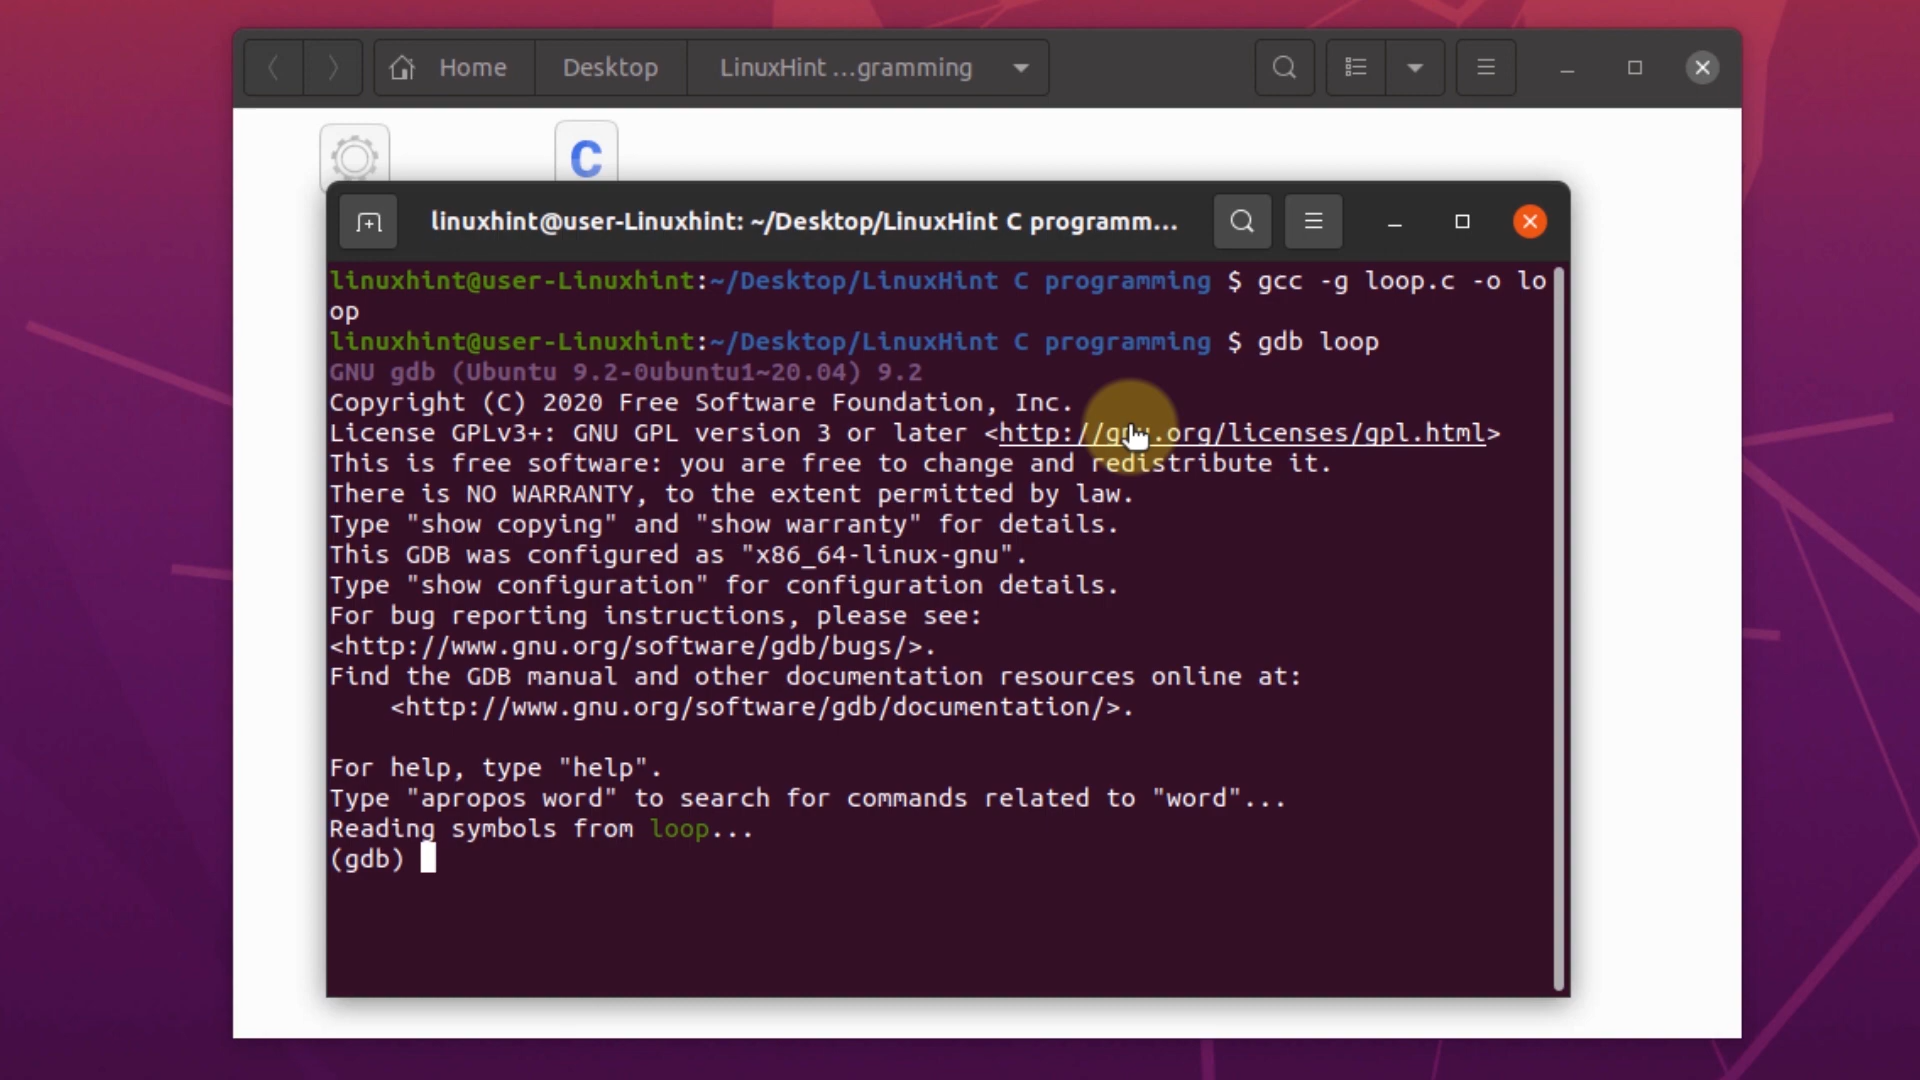 Home Desktop LinuxHint ...gramming
C
linuxhint@user-Linuxhint: ~/Desktop/LinuxHint C programm...
linuxhint@user-Linuxhint:~/Desktop/LinuxHint C programming $ gcc -g loop.c -o lo
op
linuxhint@user-Linuxhint:~/Desktop/LinuxHint C programming $ gdb loop
GNU gdb (Ubuntu 9.2-0ubuntu1~20.04) 9.2
Copyright (C) 2020 Free Software Foundation, Inc.
License GPLv3+: GNU GPL version 3 or later <http://gnu.org/licenses/gpl.html>
This is free software: you are free to change and redistribute it.
There is NO WARRANTY, to the extent permitted by law.
Type "show copying" and "show warranty" for details.
This GDB was configured as "x86_64-linux-gnu".
Type "show configuration" for configuration details.
For bug reporting instructions, please see:
<http://www.gnu.org/software/gdb/bugs/>.
Find the GDB manual and other documentation resources online at:
    <http://www.gnu.org/software/gdb/documentation/>.
For help, type "help".
Type "apropos word" to search for commands related to "word"...
Reading symbols from loop...
(gdb)